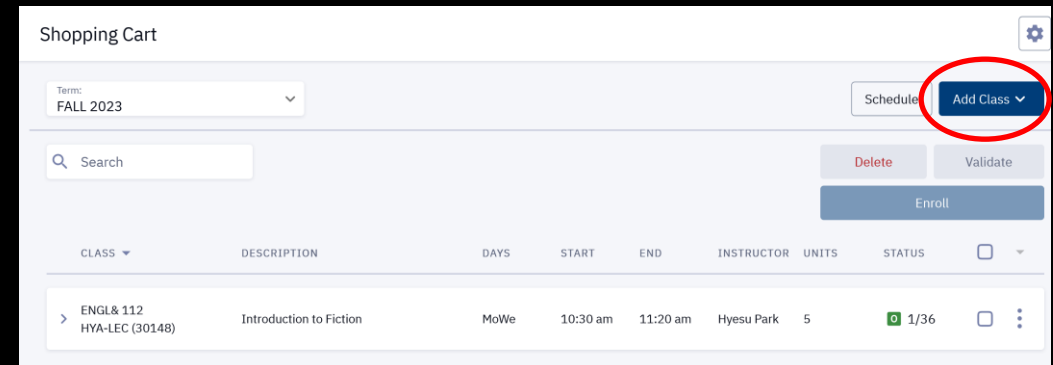 Shopping Cart
Term:
FALL 2023
Schedule
Add Class
Search
Delete
Validate
Enroll
CLASS DESCRIPTION DAYS START END INSTRUCTOR UNITS STATUS
ENGL& 112
HYA-LEC (30148)
Introduction to Fiction MoWe 10:30 am 11:20 am Hyesu Park 5 O 1/36